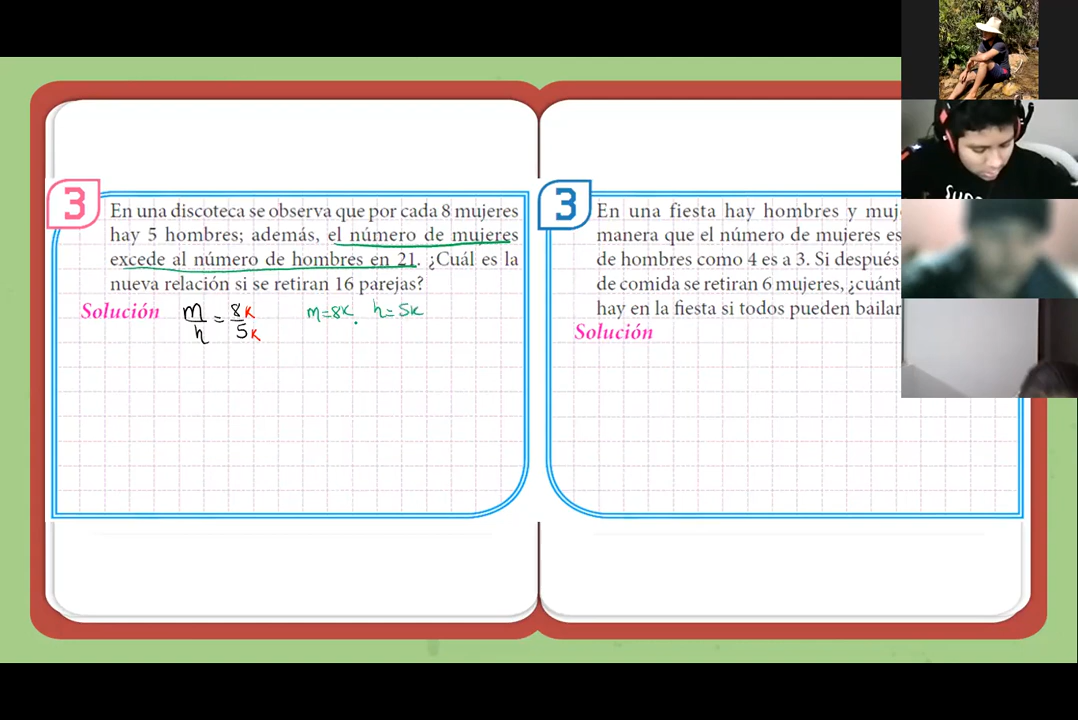 3
En una discoteca se observa que por cada 8 mujeres
hay 5 hombres; además, el número de mujeres
excede al número de hombres en 21. ¿Cuál es la
nueva relación si se retiran 16 parejas?
Solución m/h = 8k/5k m=8k. h=5k
3
En una fiesta hay hombres y muj
manera que el número de mujeres es
de hombres como 4 es a 3. Si después
de comida se retiran 6 mujeres, ¿cuánt
hay en la fiesta si todos pueden bailar
Solución